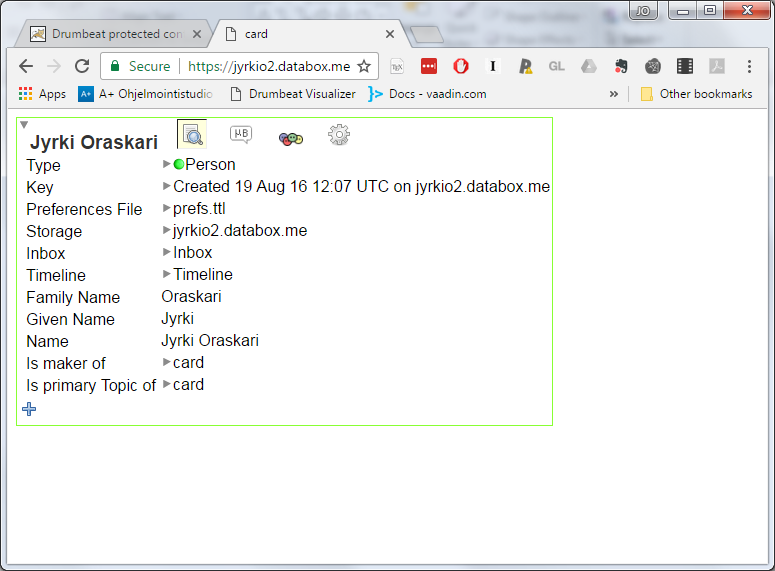 JO
Drumbeat protected con
card
Secure https://jyrkio2.databox.me
GL
Apps A+ A+ Ohjelmointistudio Drumbeat Visualizer Docs - vaadin.com » Other bookmarks
Jyrki Oraskari µB
Type Person
Key Created 19 Aug 16 12:07 UTC on jyrkio2.databox.me
Preferences File prefs.ttl
Storage jyrkio2.databox.me
Inbox Inbox
Timeline Timeline
Family Name Oraskari
Given Name Jyrki
Name Jyrki Oraskari
Is maker of card
Is primary Topic of card